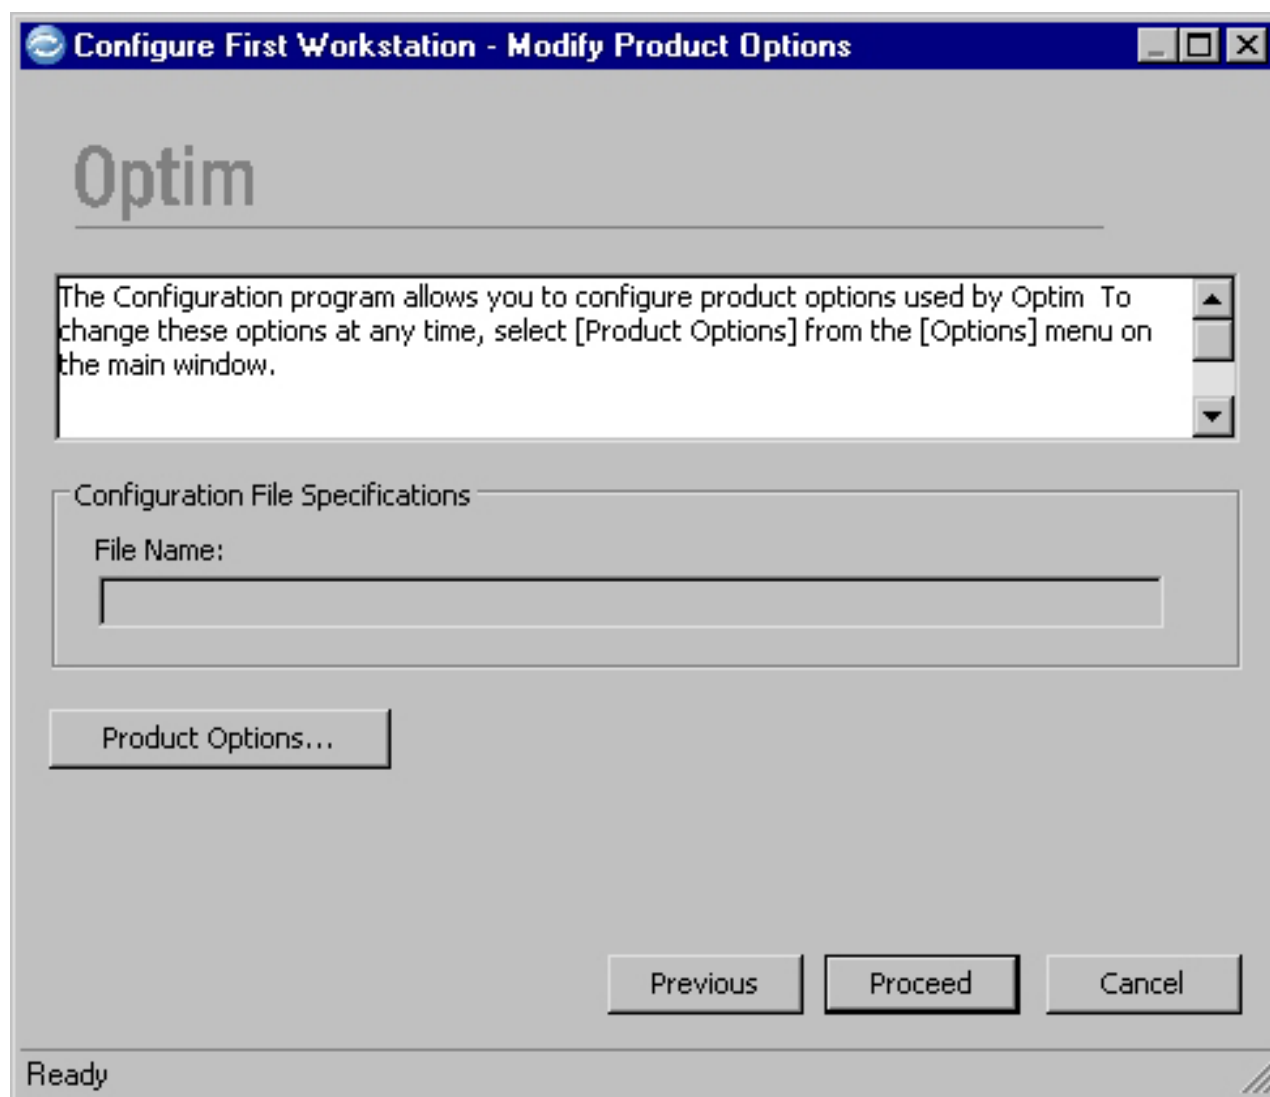 Configure First Workstation - Modify Product Options
Optim
The Configuration program allows you to configure product options used by Optim  To
change these options at any time, select [Product Options] from the [Options] menu on
the main window.
Configuration File Specifications
File Name:
Product Options...
Previous
Proceed
Cancel
Ready